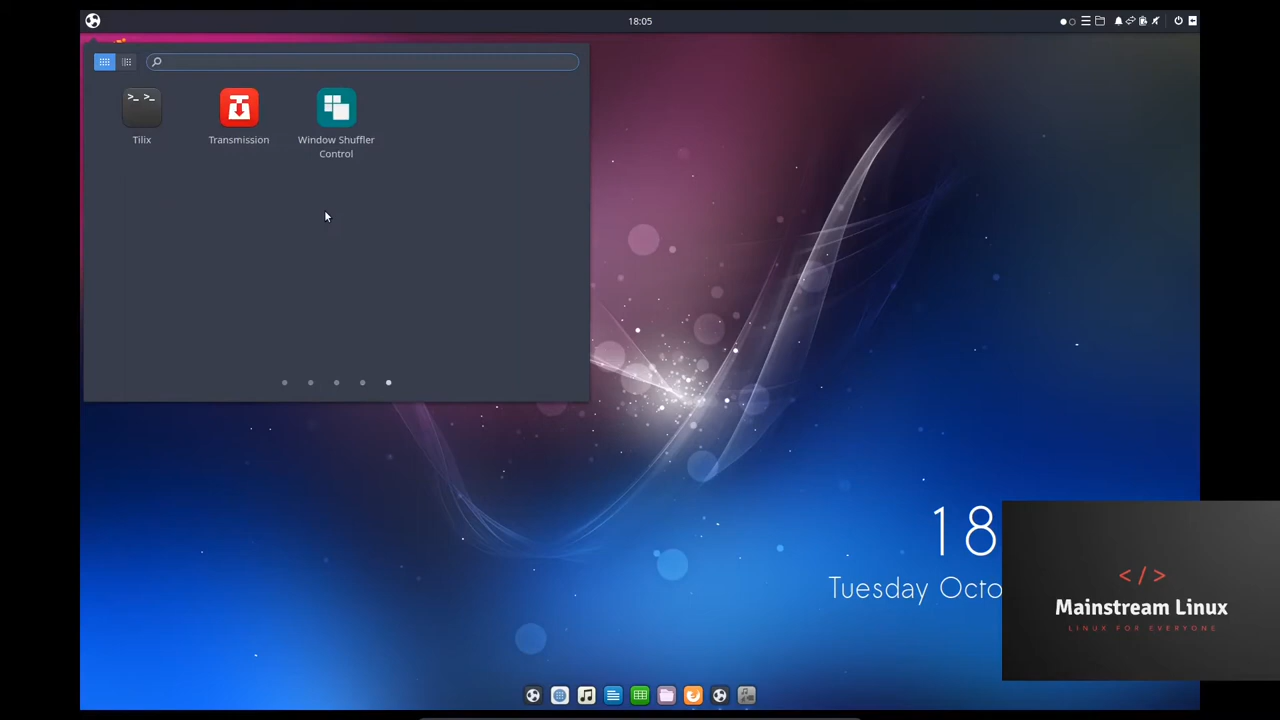 18:05
>_ >_
Tilix
Transmission
Window Shuffler
Control
18
Tuesday Octo
</>
Mainstream Linux
LINUX FOR EVERYONE